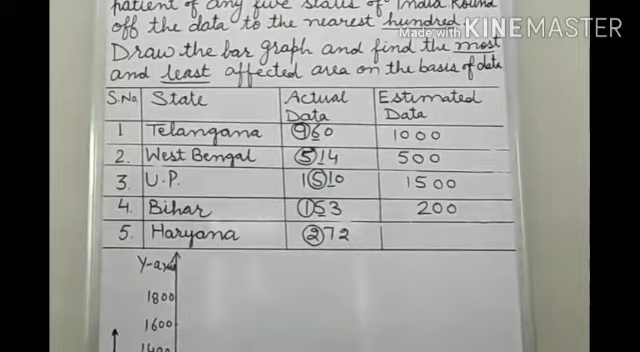 patient of any five states of India Round
off the data to the nearest hundred
Made with KINEMASTER
Draw the bar graph and find the most
and least affected area on the basis of data
S.No. State Actual Data Estimated Data
1 Telangana 960 1000
2. West Bengal 514 500
3. U.P. 1510 1500
4. Bihar 153 200
5. Haryana 272
Y-axis
1800
1600
1400